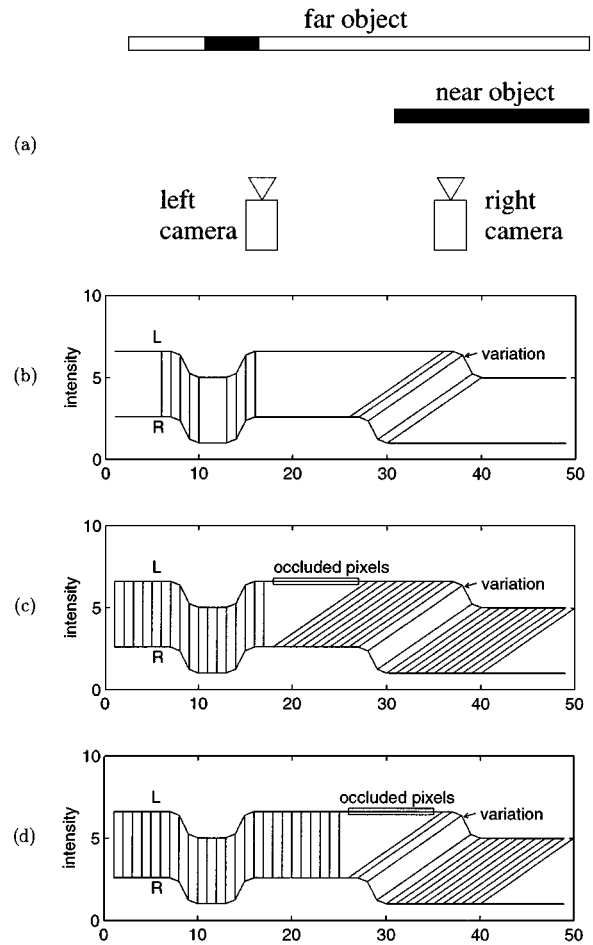 far object
near object
(a)
left
camera
right
camera
10
L
variation
(b)
intensity
5
R
0
0 10 20 30 40 50
10
L
occluded pixels
variation
(c)
intensity
5
R
0
0 10 20 30 40 50
10
L
occluded pixels
variation
(d)
intensity
5
R
0
0 10 20 30 40 50